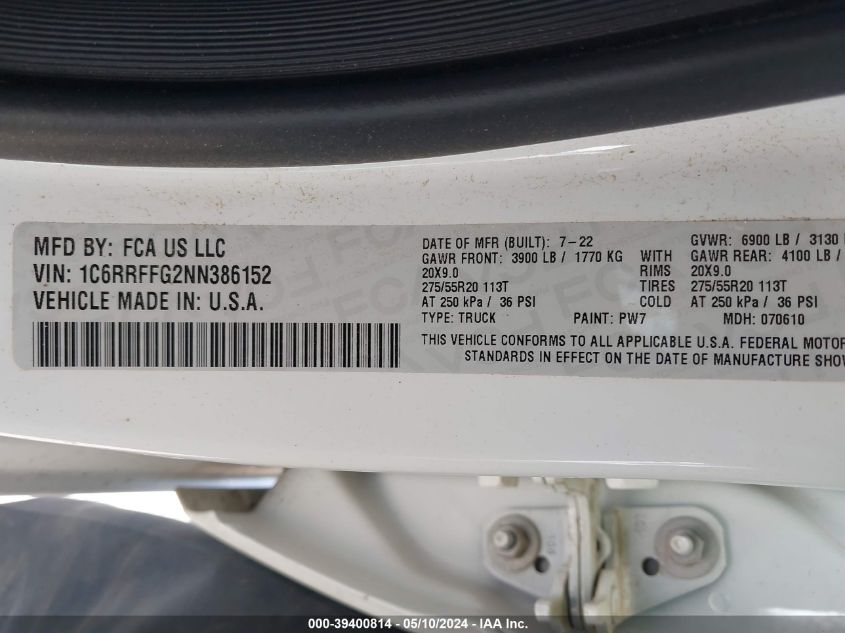 MFD BY: FCA US LLC
VIN: 1C6RRFFG2NN386152
VEHICLE MADE IN: U.S.A.
DATE OF MFR (BUILT): 7-22 GVWR: 6900 LB / 3130
GAWR FRONT: 3900 LB / 1770 KG WITH GAWR REAR: 4100 LB /
20X9.0 RIMS 20X9.0
275/55R20 113T TIRES 275/55R20 113T
AT 250 kPa / 36 PSI COLD AT 250 kPa / 36 PSI
TYPE: TRUCK PAINT: PW7 MDH: 070610
THIS VEHICLE CONFORMS TO ALL APPLICABLE U.S.A. FEDERAL MOTOR
STANDARDS IN EFFECT ON THE DATE OF MANUFACTURE
000-39400814 - 05/10/2024 - IAA Inc.